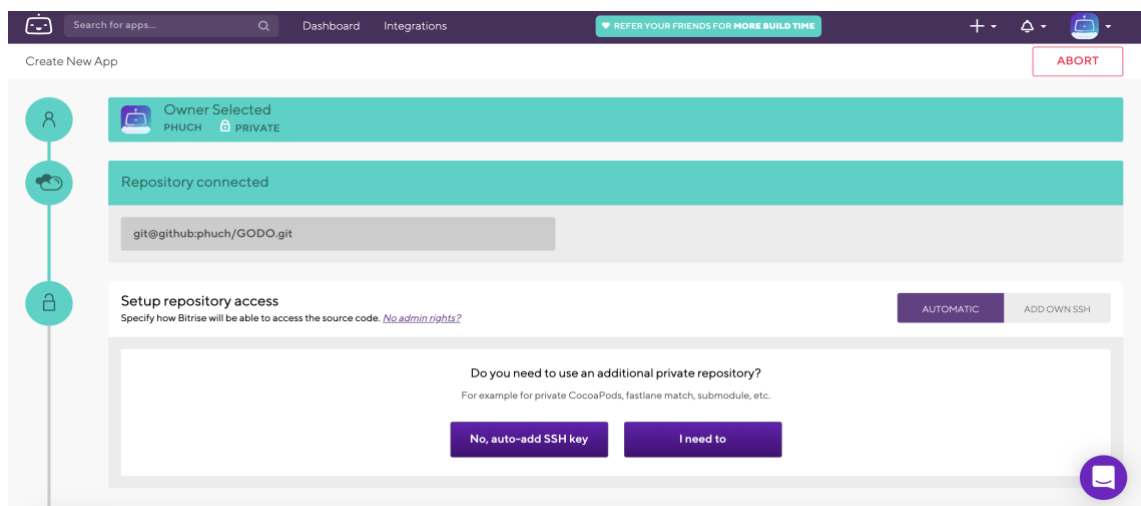 Search for apps...
Dashboard
Integrations
REFER YOUR FRIENDS FOR MORE BUILD TIME
Create New App
ABORT
Owner Selected
PHUCH PRIVATE
Repository connected
git@github:phuch/GODO.git
Setup repository access
Specify how Bitrise will be able to access the source code. No admin rights?
AUTOMATIC
ADD OWN SSH
Do you need to use an additional private repository?
For example for private CocoaPods, fastlane match, submodule, etc.
No, auto-add SSH key
I need to